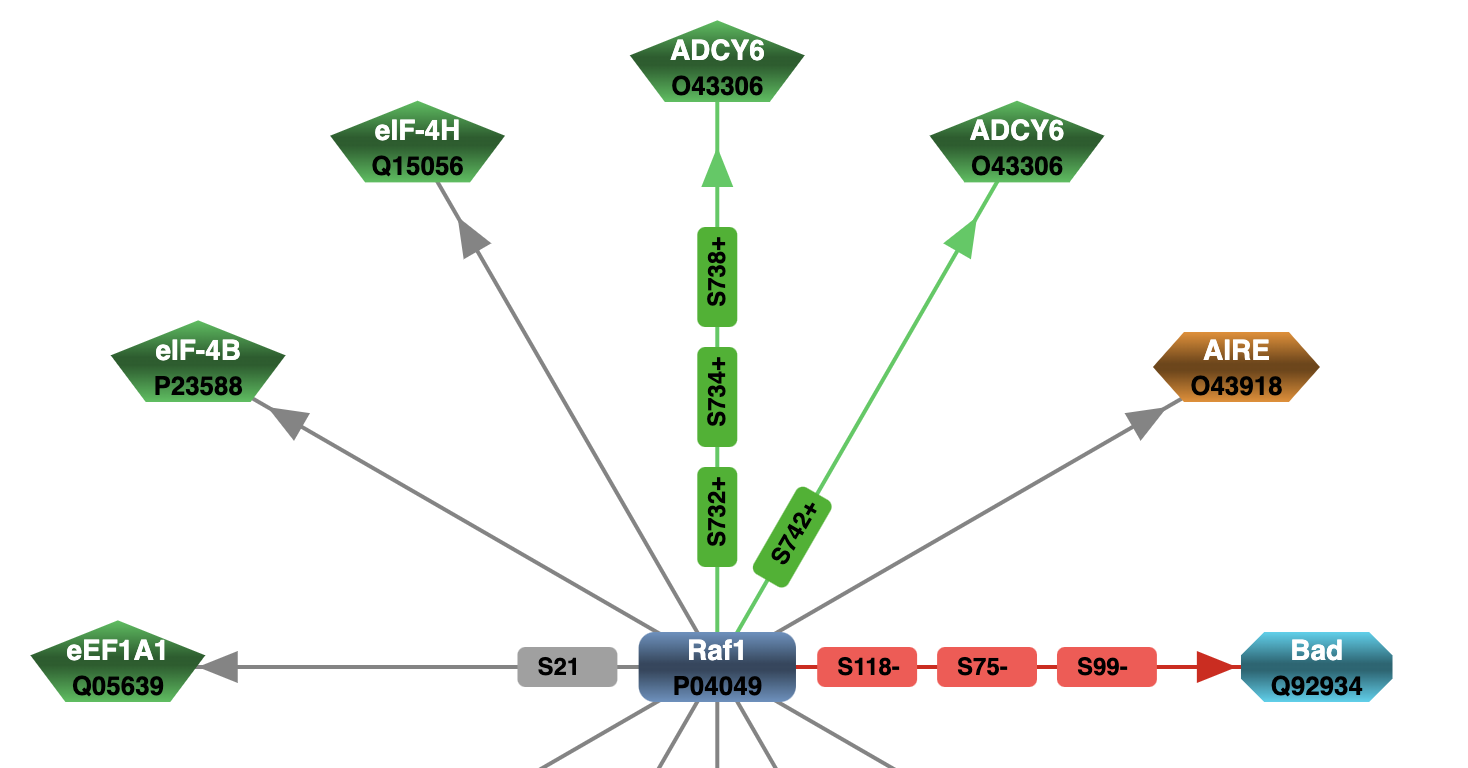 ADCY6
O43306
eIF-4H
Q15056
ADCY6
O43306
S738+
eIF-4B
P23588
AIRE
O43918
S734+
S732+
S742+
eEF1A1
Q05639
S21
Raf1
P04049
S118-
S75-
S99-
Bad
Q92934